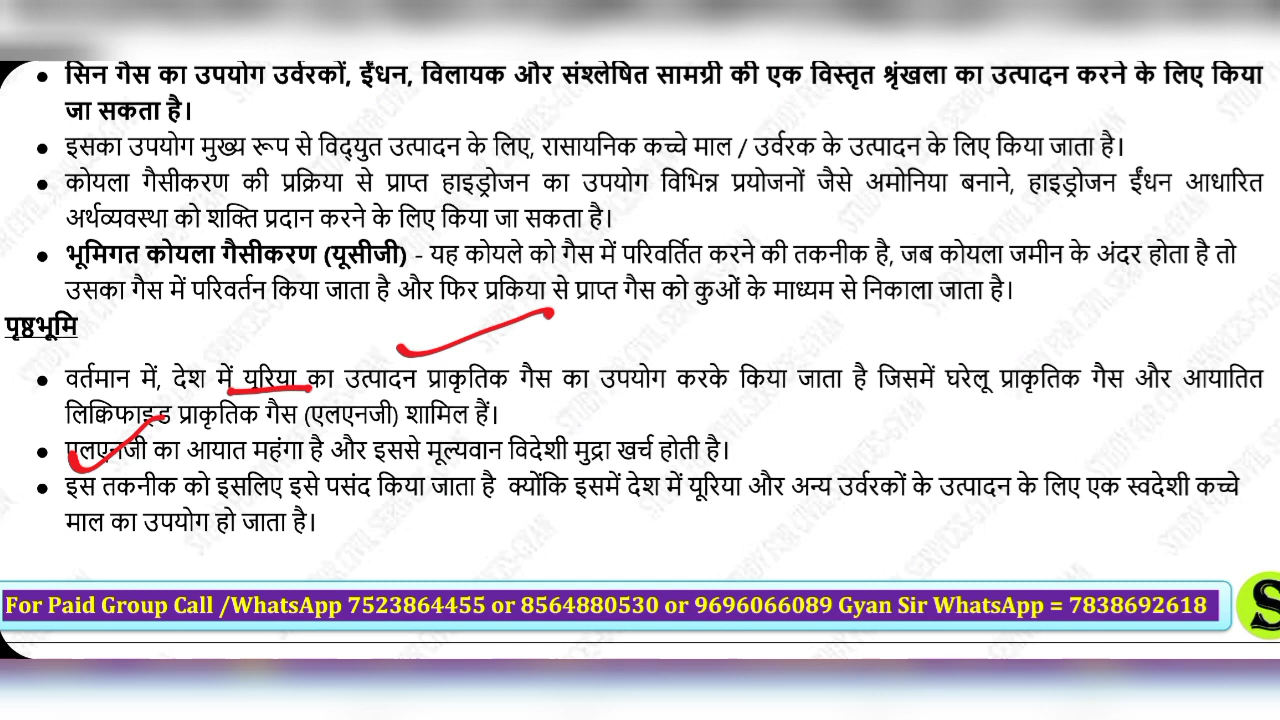 • सिन गैस का उपयोग उर्वरकों, ईंधन, विलायक और संश्लेषित सामग्री की एक विस्तृत श्रृंखला का उत्पादन करने के लिए किया
जा सकता है।
• इसका उपयोग मुख्य रूप से विद्युत उत्पादन के लिए, रासायनिक कच्चे माल / उर्वरक के उत्पादन के लिए किया जाता है।
• कोयला गैसीकरण की प्रक्रिया से प्राप्त हाइड्रोजन का उपयोग विभिन्न प्रयोजनों जैसे अमोनिया बनाने, हाइड्रोजन ईंधन आधारित
अर्थव्यवस्था को शक्ति प्रदान करने के लिए किया जा सकता है।
• भूमिगत कोयला गैसीकरण (यूसीजी) - यह कोयले को गैस में परिवर्तित करने की तकनीक है, जब कोयला जमीन के अंदर होता है तो
उसका गैस में परिवर्तन किया जाता है और फिर प्रकिया से प्राप्त गैस को कुओं के माध्यम से निकाला जाता है।
पृष्ठभूमि
• वर्तमान में, देश में यूरिया का उत्पादन प्राकृतिक गैस का उपयोग करके किया जाता है जिसमें घरेलू प्राकृतिक गैस और आयातित
लिक्विफाइड प्राकृतिक गैस (एलएनजी) शामिल हैं।
• एलएनजी का आयात महंगा है और इससे मूल्यवान विदेशी मुद्रा खर्च होती है।
• इस तकनीक को इसलिए इसे पसंद किया जाता है क्योंकि इसमें देश में यूरिया और अन्य उर्वरकों के उत्पादन के लिए एक स्वदेशी कच्चे
माल का उपयोग हो जाता है।
For Paid Group Call /WhatsApp 7523864455 or 8564880530 or 9696066089 Gyan Sir WhatsApp = 7838692618
S